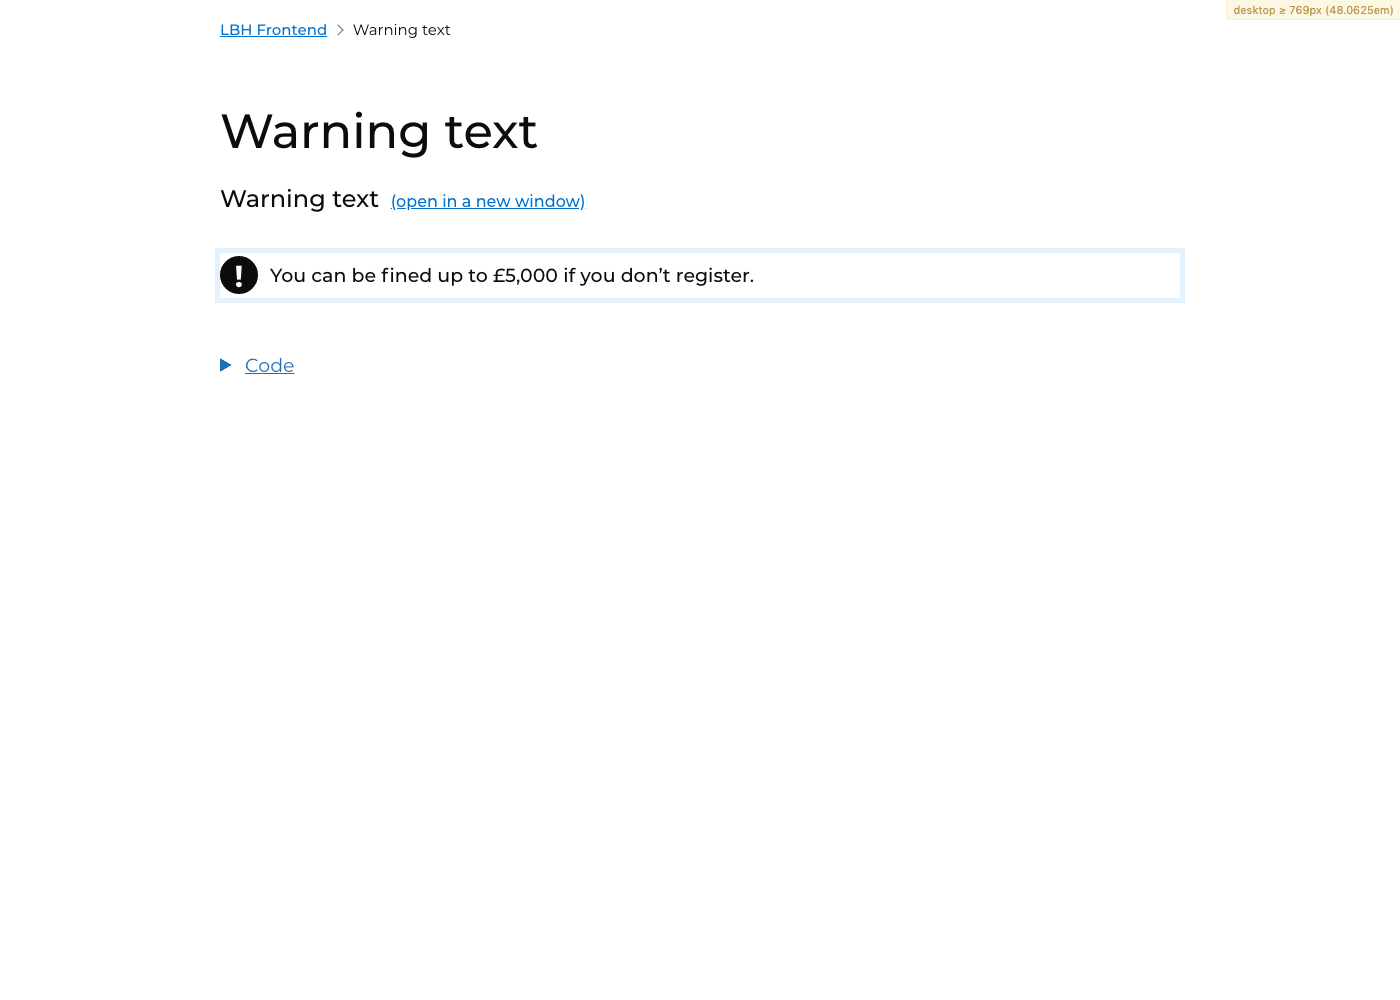 desktop ≥ 769px (48.0625em)
LBH Frontend > Warning text
Warning text
Warning text (open in a new window)
! You can be fined up to £5,000 if you don’t register.
Code